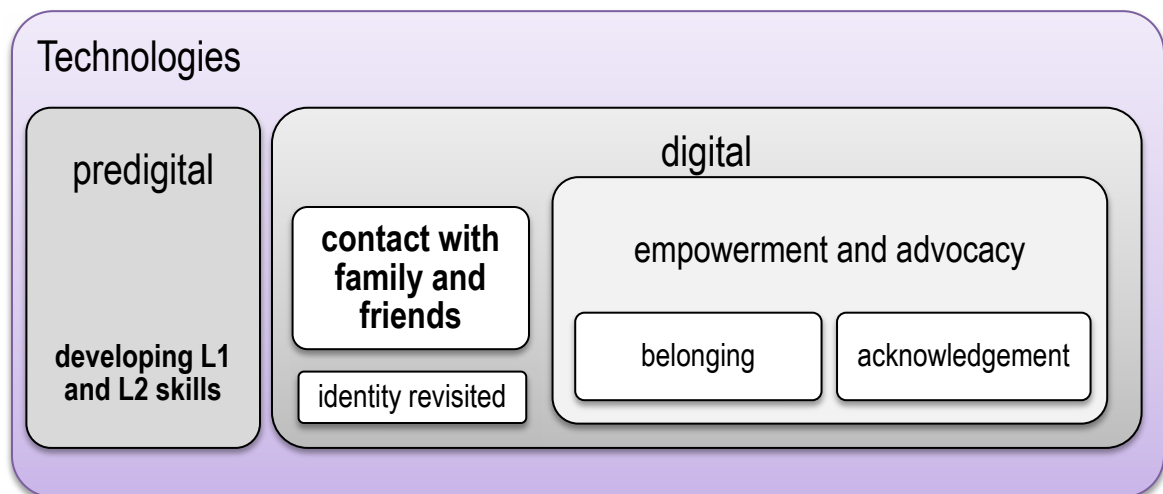 Technologies
predigital
developing L1
and L2 skills
digital
contact with
family and
friends
identity revisited
empowerment and advocacy
belonging
acknowledgement